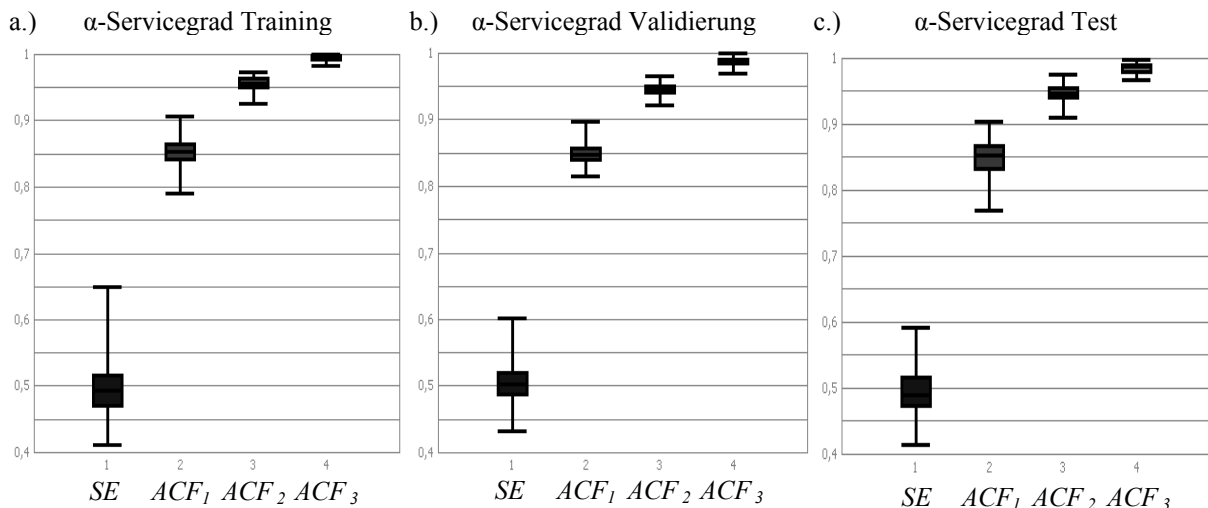 a.) α-Servicegrad Training
1
0,9
0,8
0,7
0,6
0,5
0,4
1 2 3 4
SE ACF1 ACF2 ACF3
b.) α-Servicegrad Validierung
1
0,9
0,8
0,7
0,6
0,5
0,4
1 2 3 4
SE ACF1 ACF2 ACF3
c.) α-Servicegrad Test
1
0,9
0,8
0,7
0,6
0,5
0,4
1 2 3 4
SE ACF1 ACF2 ACF3